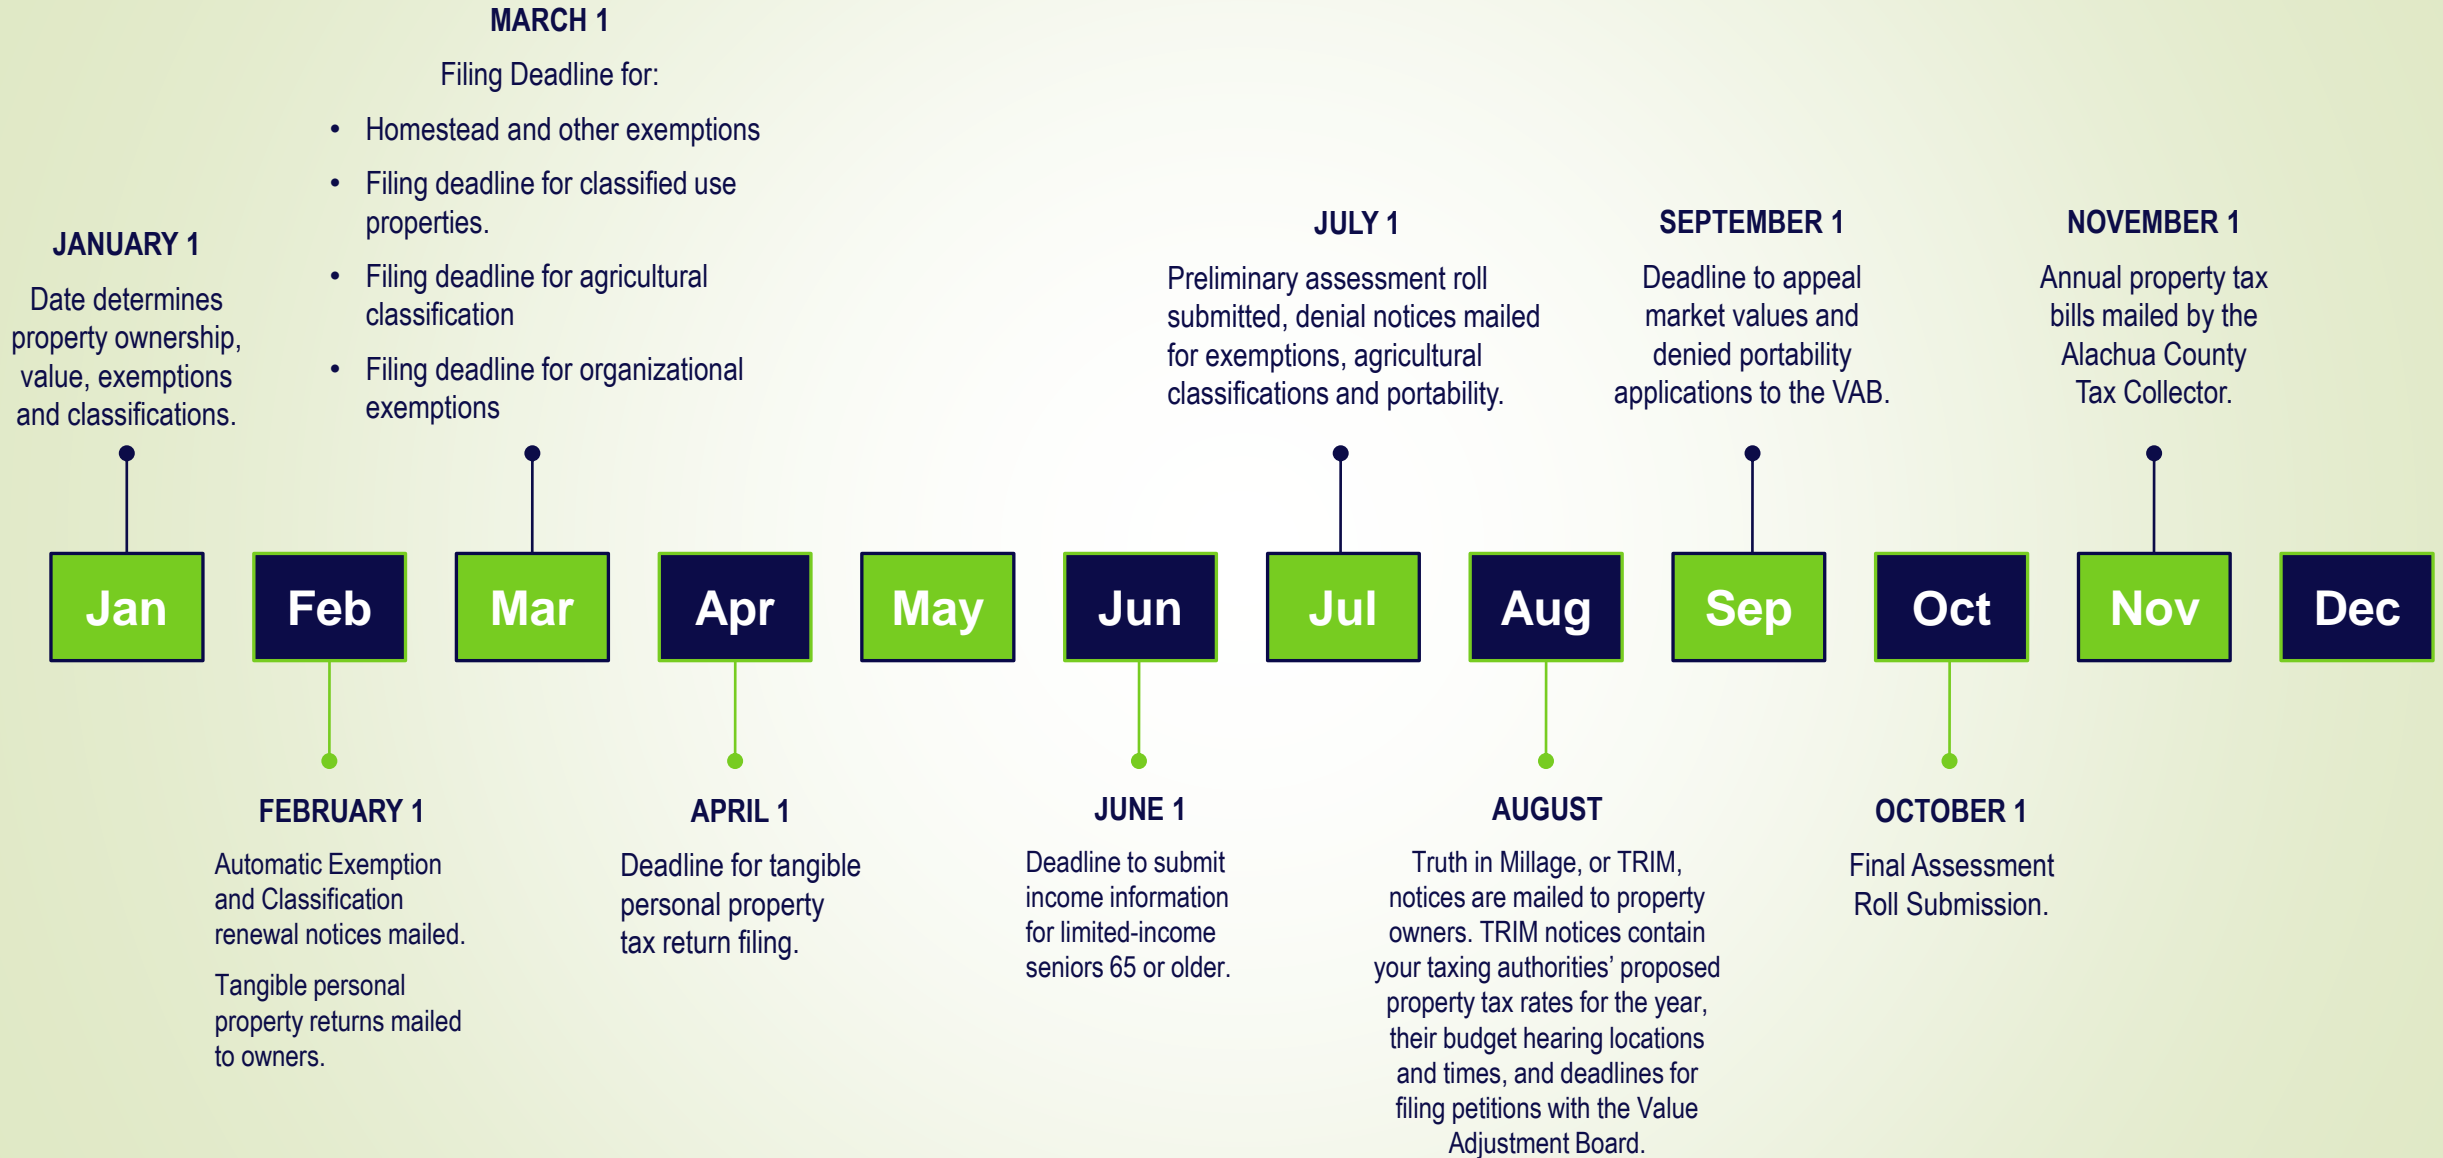 MARCH 1
Filing Deadline for:
• Homestead and other exemptions
• Filing deadline for classified use
properties.
• Filing deadline for agricultural
classification
• Filing deadline for organizational
exemptions
JANUARY 1
Date determines
property ownership,
value, exemptions
and classifications.
JULY 1
Preliminary assessment roll
submitted, denial notices mailed
for exemptions, agricultural
classifications and portability.
SEPTEMBER 1
Deadline to appeal
market values and
denied portability
applications to the VAB.
NOVEMBER 1
Annual property tax
bills mailed by the
Alachua County
Tax Collector.
Jan
Feb
Mar
Apr
May
Jun
Jul
Aug
Sep
Oct
Nov
Dec
FEBRUARY 1
Automatic Exemption
and Classification
renewal notices mailed.
Tangible personal
property returns mailed
to owners.
APRIL 1
Deadline for tangible
personal property
tax return filing.
JUNE 1
Deadline to submit
income information
for limited-income
seniors 65 or older.
AUGUST
Truth in Millage, or TRIM,
notices are mailed to property
owners. TRIM notices contain
your taxing authorities’ proposed
property tax rates for the year,
their budget hearing locations
and times, and deadlines for
filing petitions with the Value
Adjustment Board.
OCTOBER 1
Final Assessment
Roll Submission.